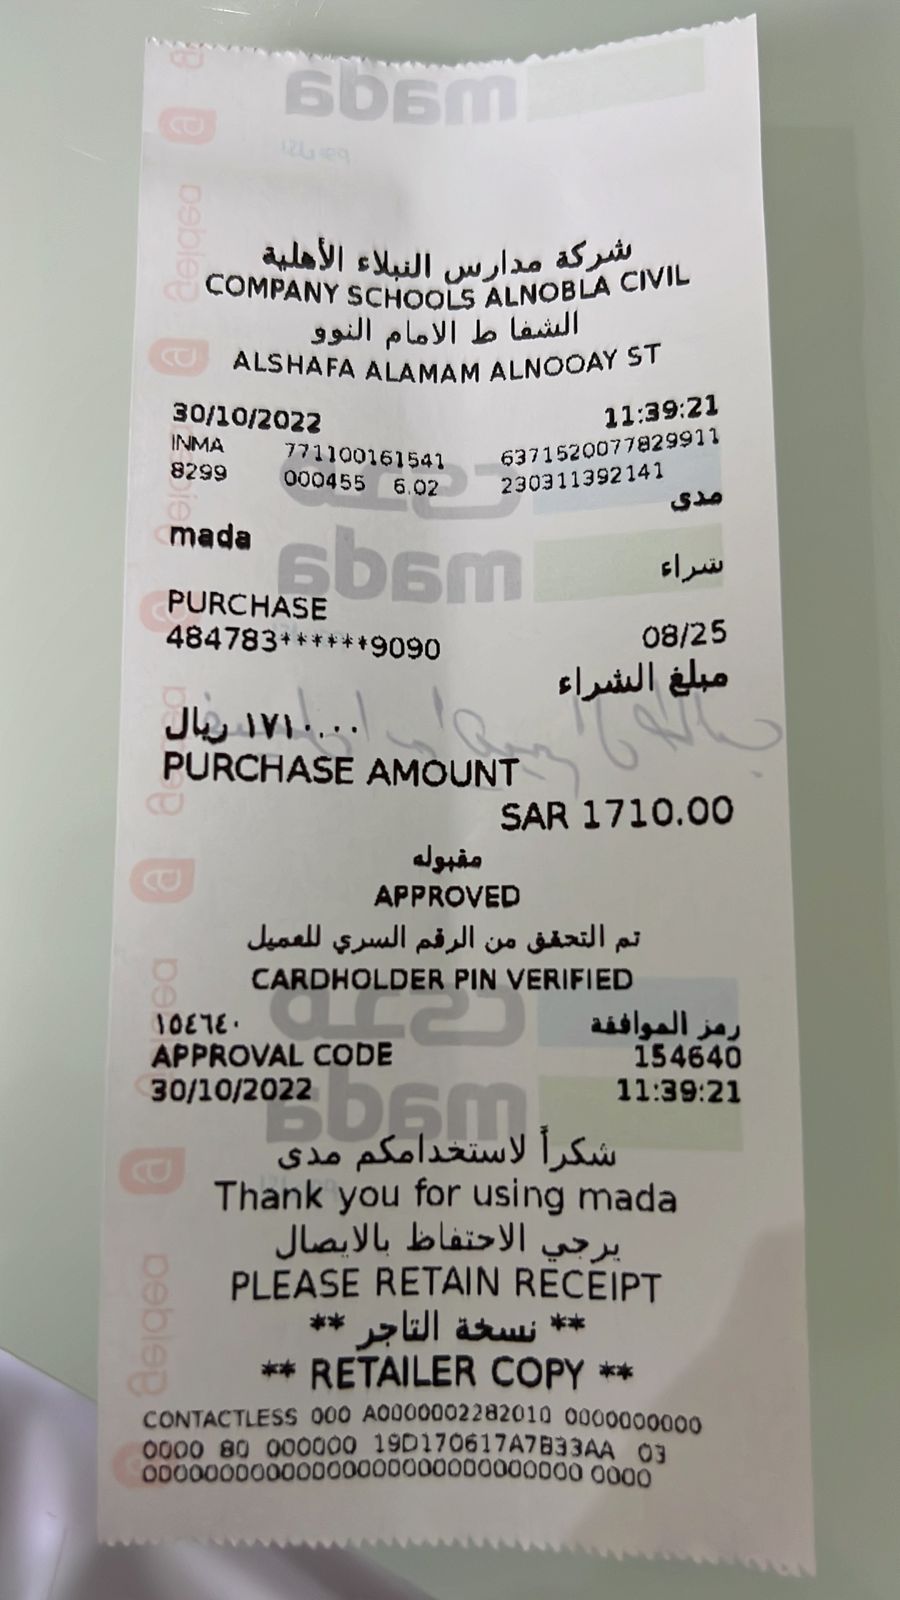 شركة مدارس النبلاء الأهلية
COMPANY SCHOOLS ALNOBLA CIVIL
الشفا ط الامام النوو
ALSHAFA ALAMAM ALNOOAY ST
30/10/2022 11:39:21
INMA 771100161541 6371520077829911
8299 000455 6.02 230311392141
مدى
mada
شراء
PURCHASE
484783******9090 08/25
مبلغ الشراء
١٧١٠.٠٠ ريال
PURCHASE AMOUNT
SAR 1710.00
مقبوله
APPROVED
تم التحقق من الرقم السري للعميل
CARDHOLDER PIN VERIFIED
رمز الموافقة ١٥٤٦٤٠
APPROVAL CODE 154640
30/10/2022 11:39:21
شكراً لاستخدامكم مدى
Thank you for using mada
يرجي الاحتفاظ بالايصال
PLEASE RETAIN RECEIPT
** نسخة التاجر **
** RETAILER COPY **
CONTACTLESS 000 A0000002282010 0000000000
0000 80 000000 19D170617A7B33AA 03